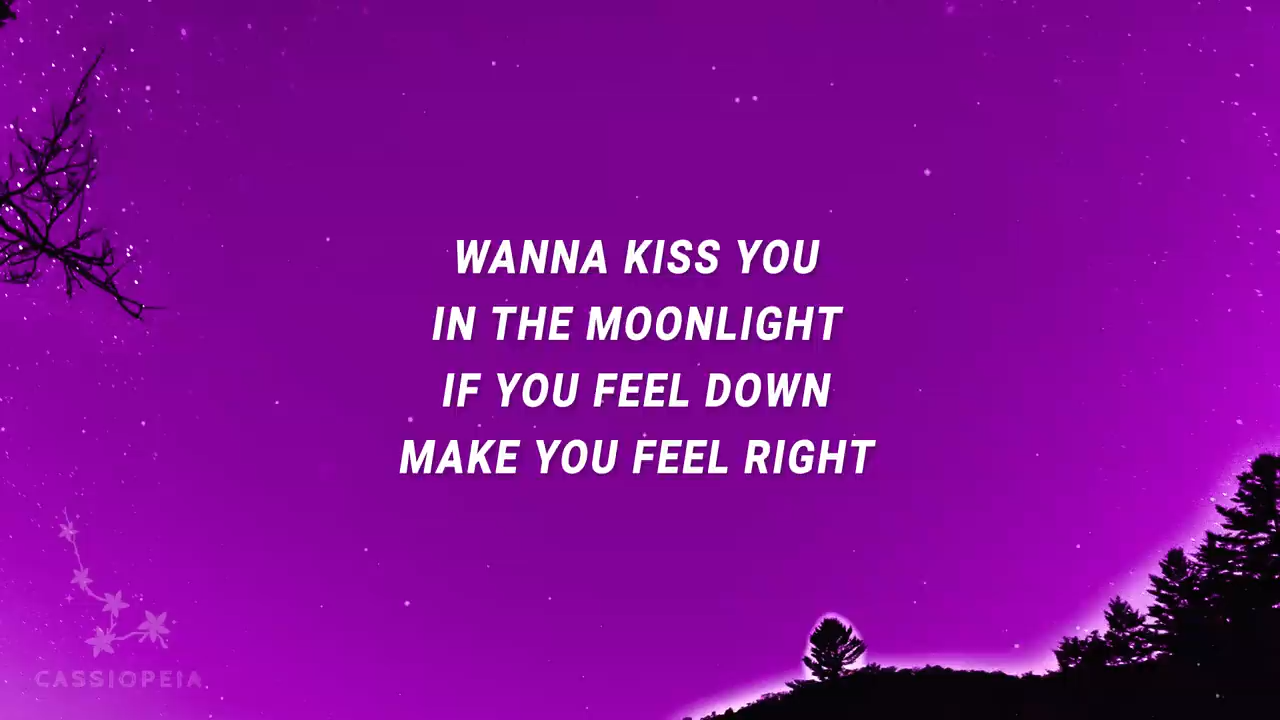 WANNA KISS YOU
IN THE MOONLIGHT
IF YOU FEEL DOWN
MAKE YOU FEEL RIGHT
CASSIOPEIA